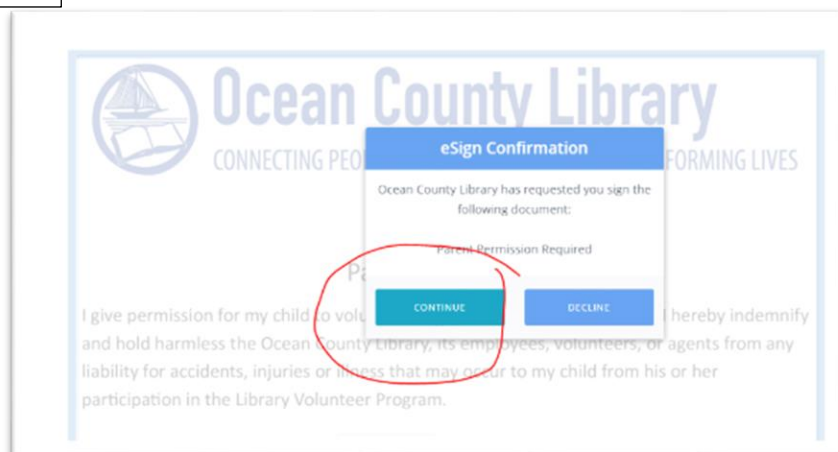 Ocean County Library
CONNECTING PEO FORMING LIVES
eSign Confirmation
Ocean County Library has requested you sign the
following document:
Parent Permission Required
Pa
CONTINUE
DECLINE
I give permission for my child to volu hereby indemnify
and hold harmless the Ocean County Library, its employees, volunteers, or agents from any
liability for accidents, injuries or illness that may occur to my child from his or her
participation in the Library Volunteer Program.